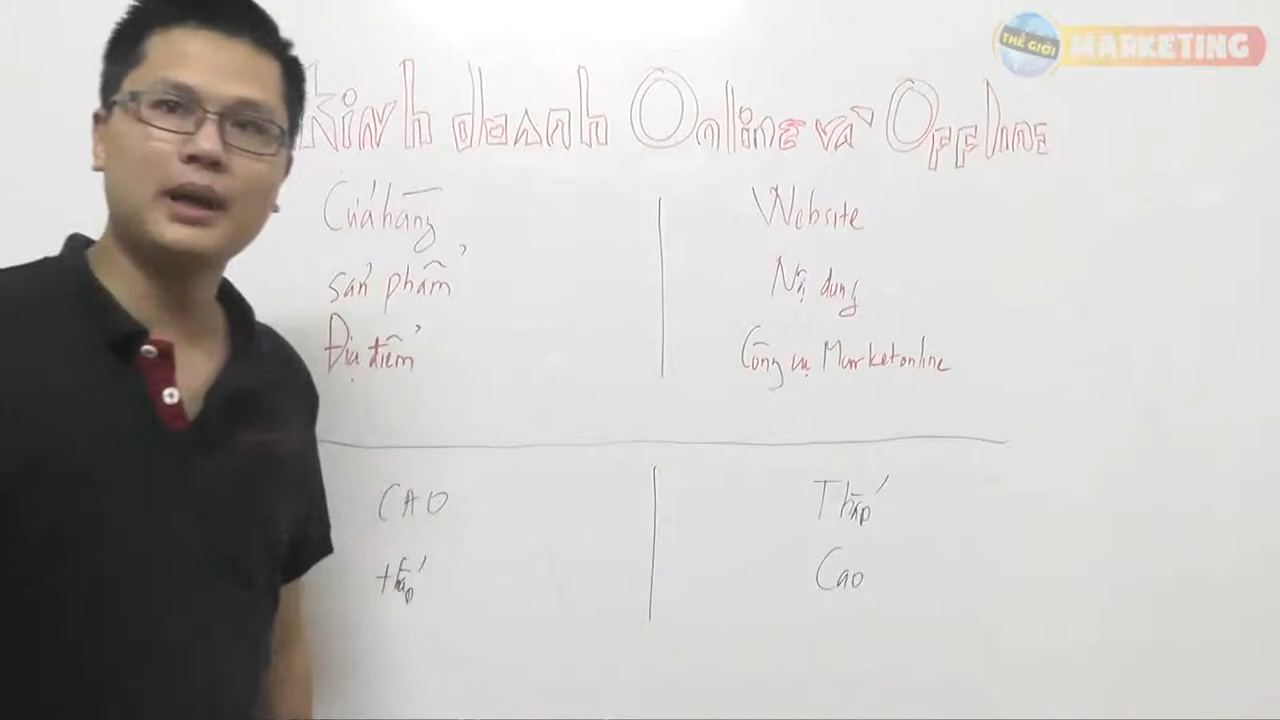 THẾ GIỚI MARKETING
Kinh doanh Online và Offline
Cửa hàng
Website
sản phẩm
Nội dung
Địa điểm
Công cụ Marketonline
CAO
Thấp
thấp
Cao